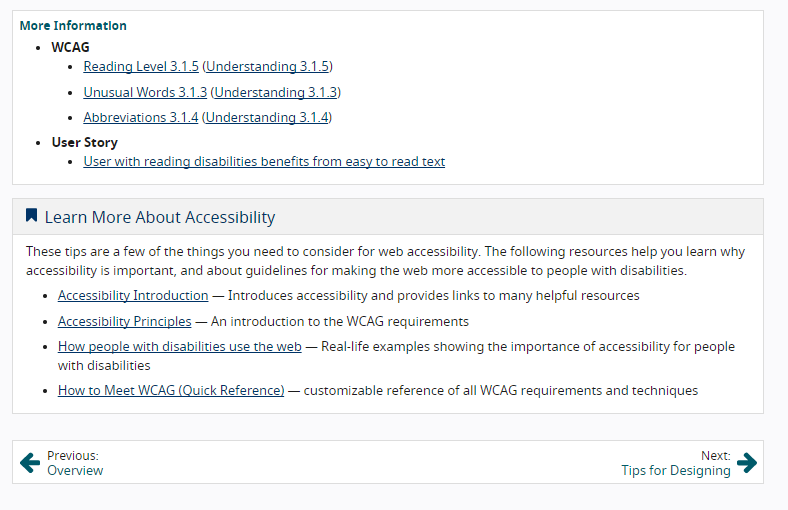 More Information
WCAG
Reading Level 3.1.5 (Understanding 3.1.5)
Unusual Words 3.1.3 (Understanding 3.1.3)
Abbreviations 3.1.4 (Understanding 3.1.4)
User Story
User with reading disabilities benefits from easy to read text
Learn More About Accessibility
These tips are a few of the things you need to consider for web accessibility. The following resources help you learn why
accessibility is important, and about guidelines for making the web more accessible to people with disabilities.
Accessibility Introduction — Introduces accessibility and provides links to many helpful resources
Accessibility Principles — An introduction to the WCAG requirements
How people with disabilities use the web — Real-life examples showing the importance of accessibility for people
with disabilities
How to Meet WCAG (Quick Reference) — customizable reference of all WCAG requirements and techniques
Previous:
Overview
Next:
Tips for Designing